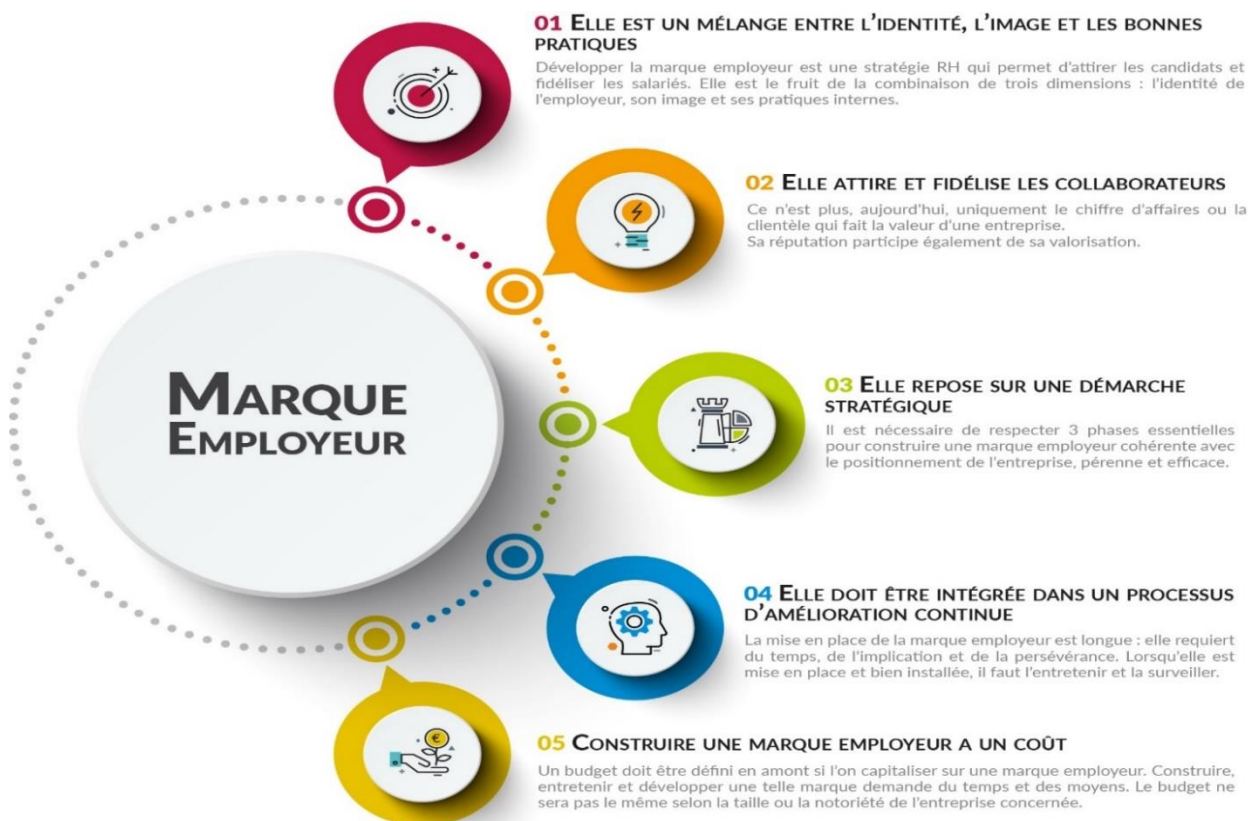 01 ELLE EST UN MÉLANGE ENTRE L'IDENTITÉ, L'IMAGE ET LES BONNES
PRATIQUES
Développer la marque employeur est une stratégie RH qui permet d'attirer les candidats et
fidéliser les salariés. Elle est le fruit de la combinaison de trois dimensions : l'identité de
l'employeur, son image et ses pratiques internes.
02 ELLE ATTIRE ET FIDÉLISE LES COLLABORATEURS
Ce n'est plus, aujourd'hui, uniquement le chiffre d'affaires ou la
clientèle qui fait la valeur d'une entreprise.
Sa réputation participe également de sa valorisation.
MARQUE
EMPLOYEUR
03 ELLE REPOSE SUR UNE DÉMARCHE
STRATÉGIQUE
Il est nécessaire de respecter 3 phases essentielles
pour construire une marque employeur cohérente avec
le positionnement de l'entreprise, pérenne et efficace.
04 ELLE DOIT ÊTRE INTÉGRÉE DANS UN PROCESSUS
D'AMÉLIORATION CONTINUE
La mise en place de la marque employeur est longue : elle requiert
du temps, de l'implication et de la persévérance. Lorsqu'elle est
mise en place et bien installée, il faut l'entretenir et la surveiller.
€
05 CONSTRUIRE UNE MARQUE EMPLOYEUR A UN COÛT
Un budget doit être défini en amont si l'on capitaliser sur une marque employeur. Construire,
entretenir et développer une telle marque demande du temps et des moyens. Le budget ne
sera pas le même selon la taille ou la notoriété de l'entreprise concernée.